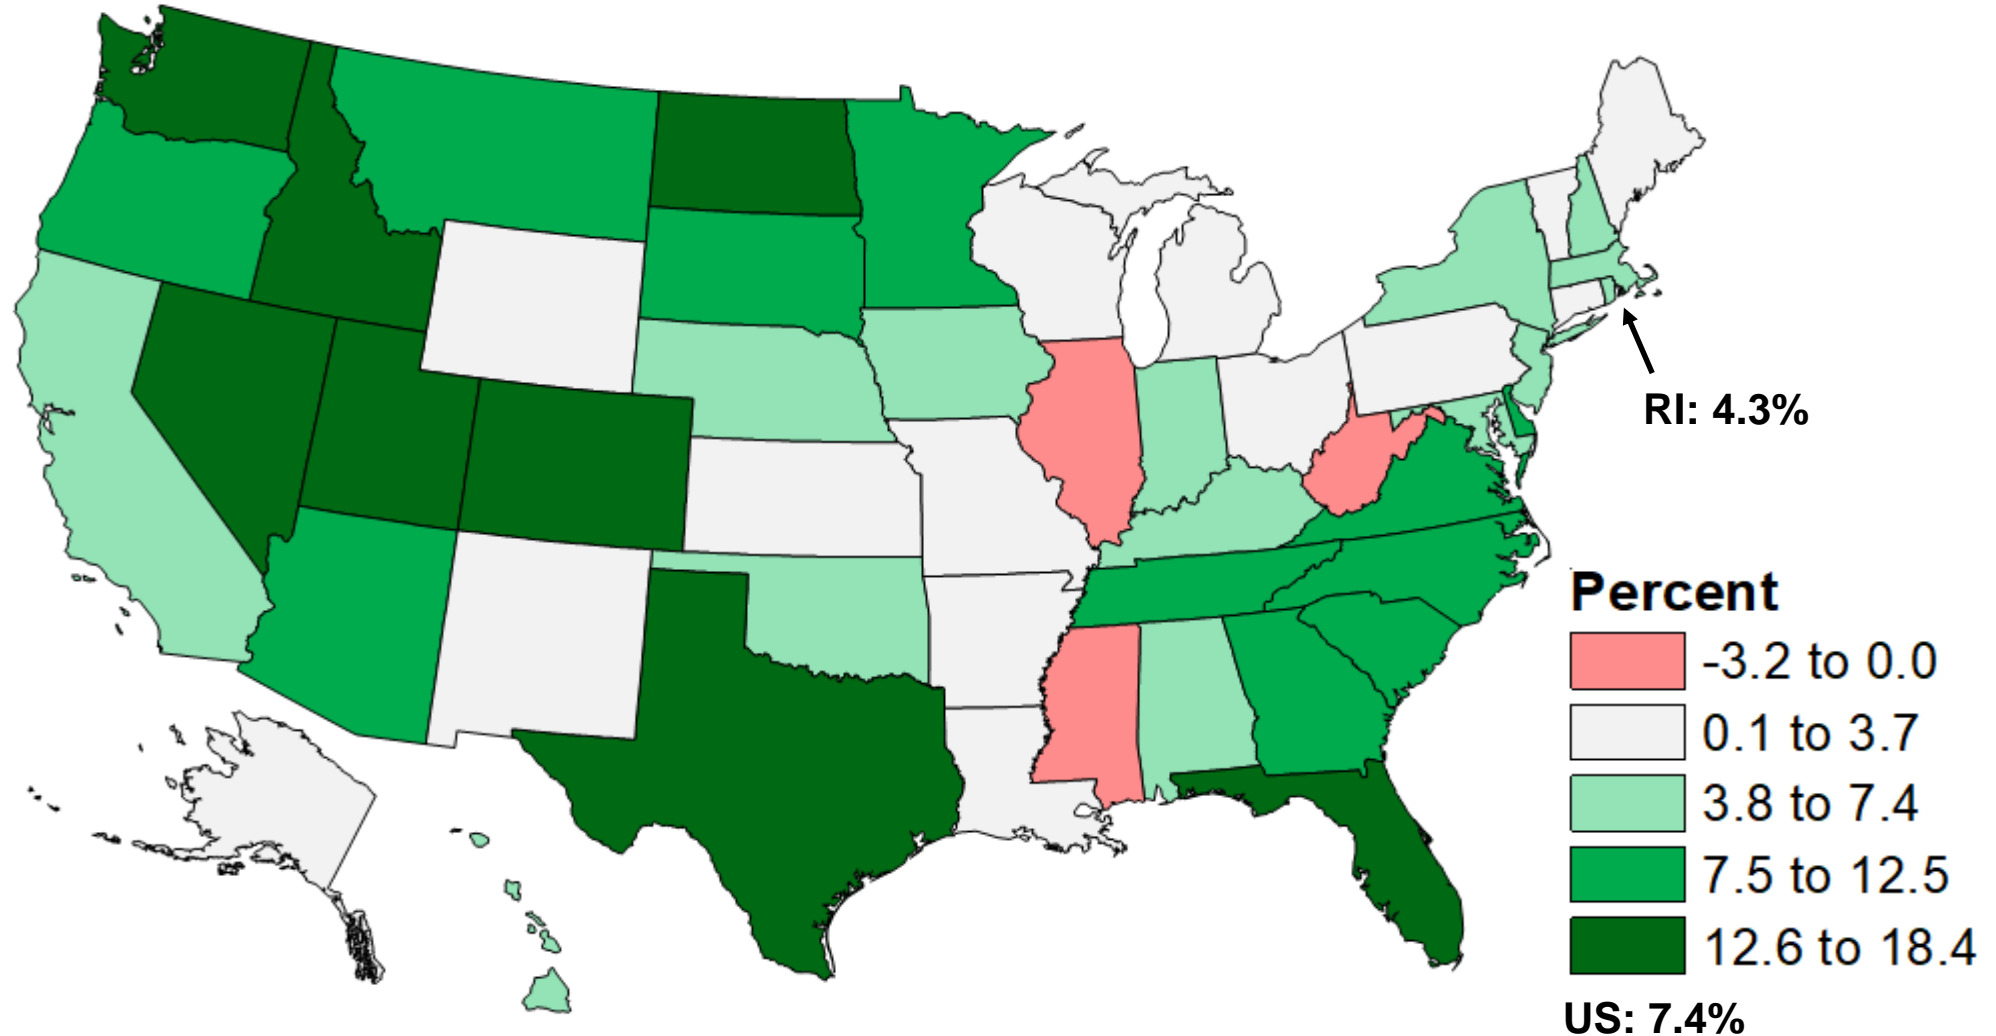 RI: 4.3%
Percent
-3.2 to 0.0
0.1 to 3.7
3.8 to 7.4
7.5 to 12.5
12.6 to 18.4
US: 7.4%